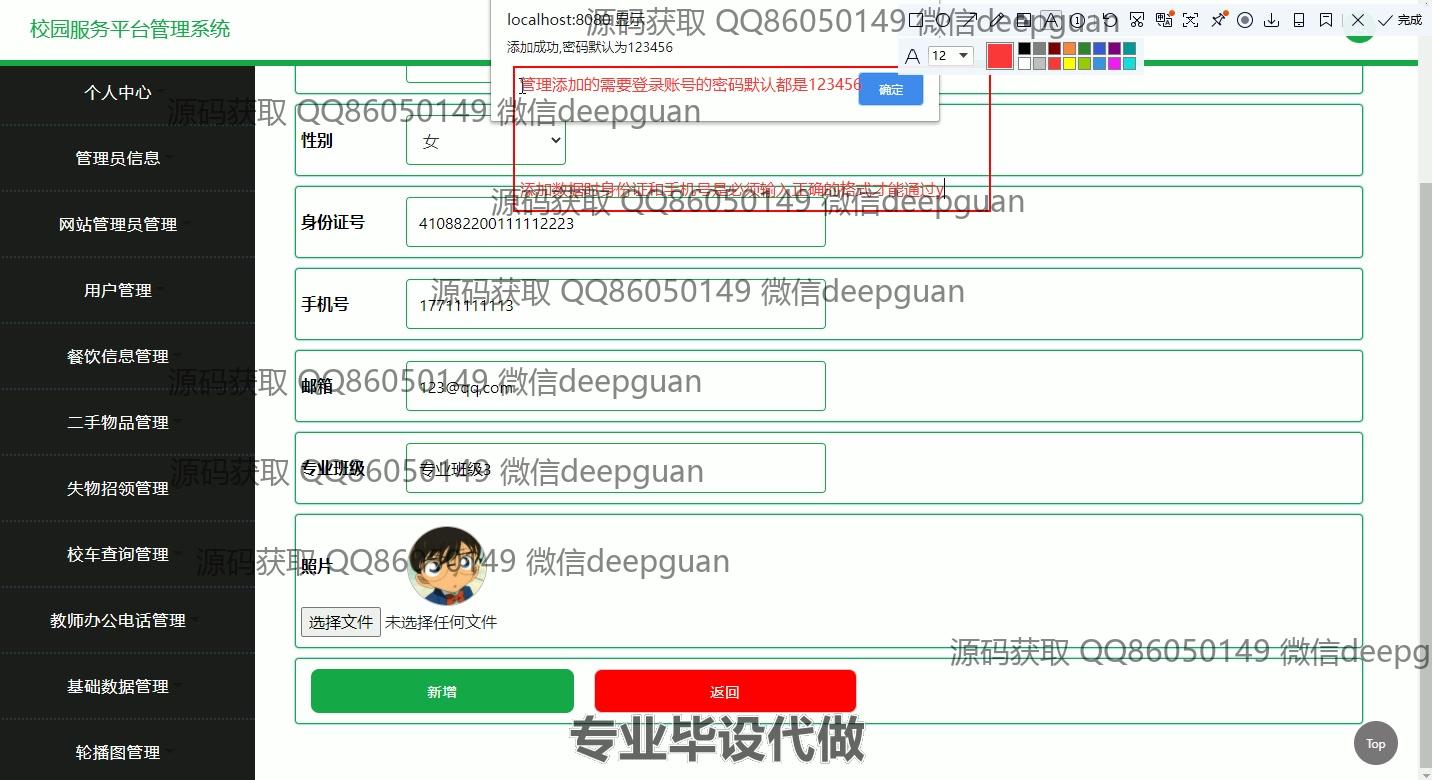 校园服务平台管理系统
localhost:8080 显示
源码获取 QQ86050149 微信deepguan
完成
添加成功,密码默认为123456
A
12
管理添加的需要登录账号的密码默认都是123456
确定
个人中心
源码获取 QQ86050149 微信deepguan
性别
女
管理员信息
添加数据时身份证和手机号是必须输入正确的格式才能通过y
源码获取 QQ86050149 微信deepguan
网站管理员管理
身份证号
410882200111112223
用户管理
源码获取 QQ86050149 微信deepguan
手机号
17711111113
餐饮信息管理
源码获取 QQ86050149 微信deepguan
邮箱
123@qq.com
二手物品管理
源码获取 QQ86050149 微信deepguan
专业班级
专业班级3
失物招领管理
校车查询管理
源码获取 QQ86050149 微信deepguan
照片
教师办公电话管理
选择文件 未选择任何文件
源码获取 QQ86050149 微信deepg
基础数据管理
新增
返回
专业毕设代做
轮播图管理
Top